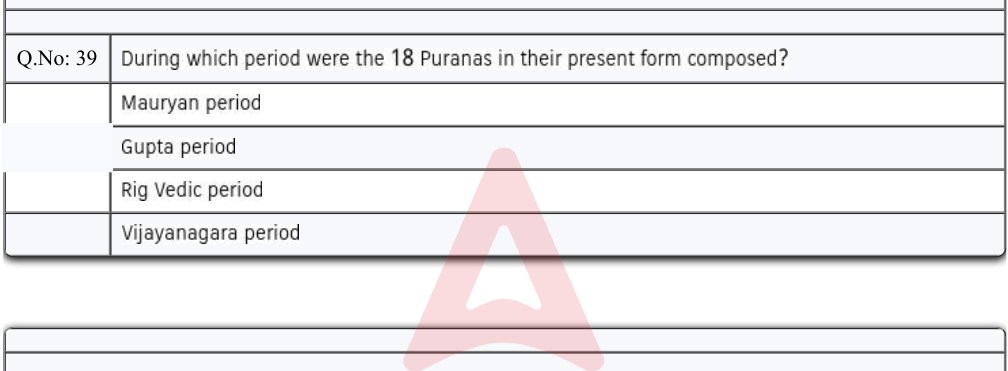 Q.No: 39 During which period were the 18 Puranas in their present form composed?
Mauryan period
Gupta period
Rig Vedic period
Vijayanagara period